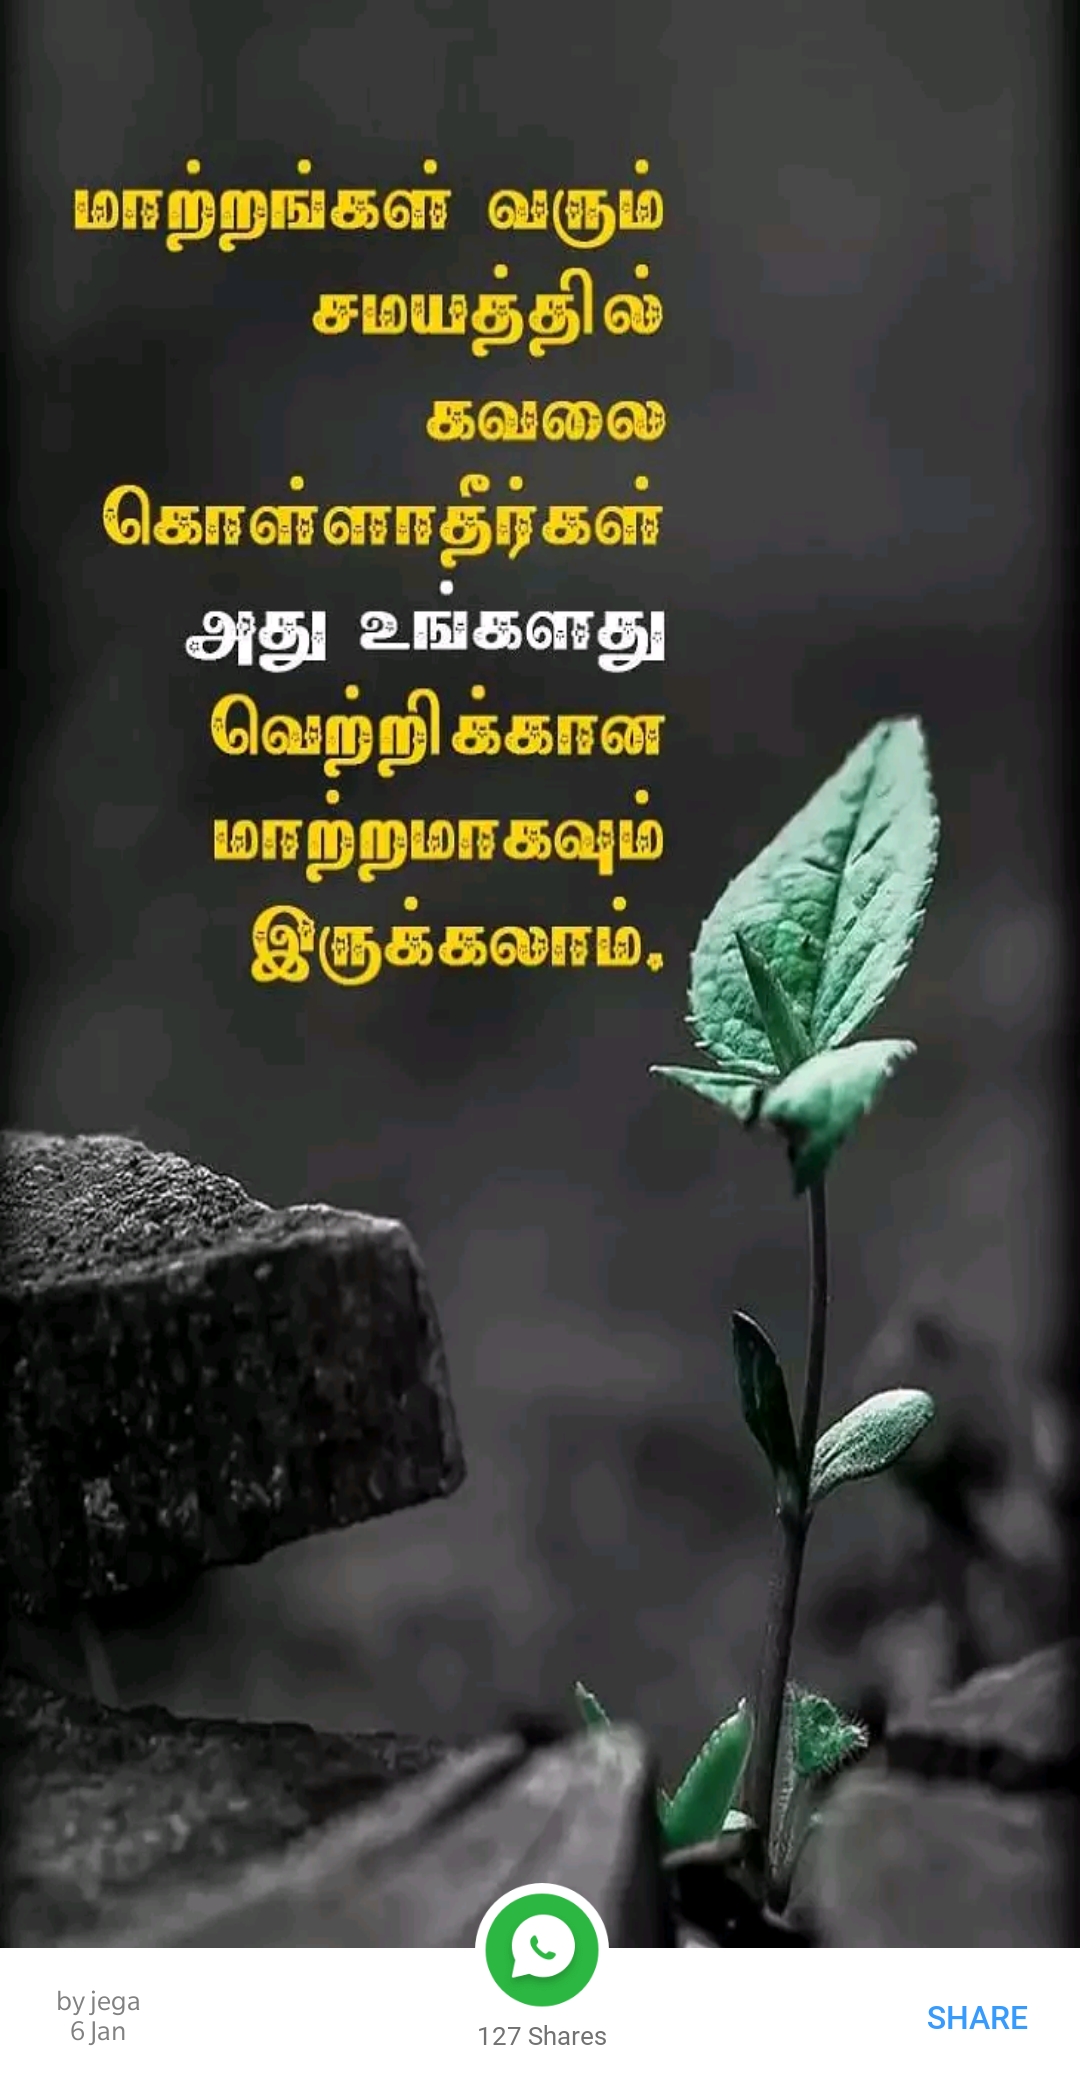 மாற்றங்கள் வரும்
சமயத்தில்
கவலை
கொள்ளாதீர்கள்
அது உங்களது
வெற்றிக்கான
மாற்றமாகவும்
இருக்கலாம்.
by jega
6 Jan
127 Shares
SHARE